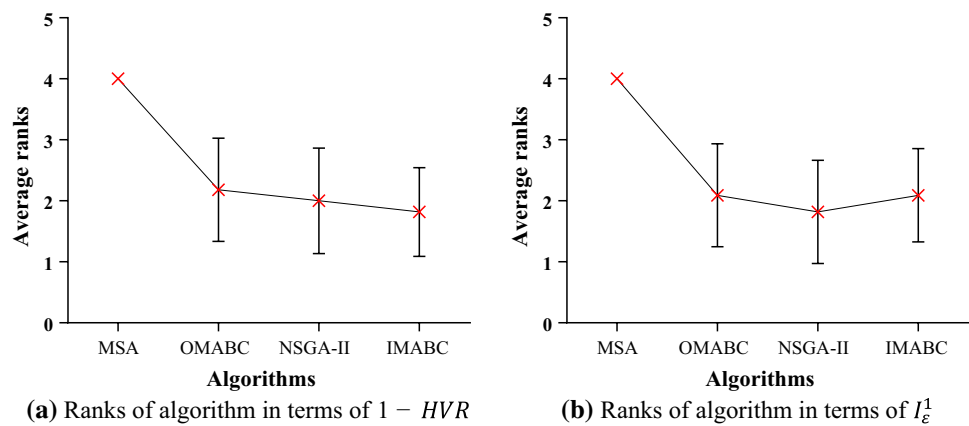 5
4
3
2
1
0
Average ranks
MSA OMABC NSGA-II IMABC
Algorithms
(a) Ranks of algorithm in terms of 1 − HVR
5
4
3
2
1
0
Average ranks
MSA OMABC NSGA-II IMABC
Algorithms
(b) Ranks of algorithm in terms of I¹_ε